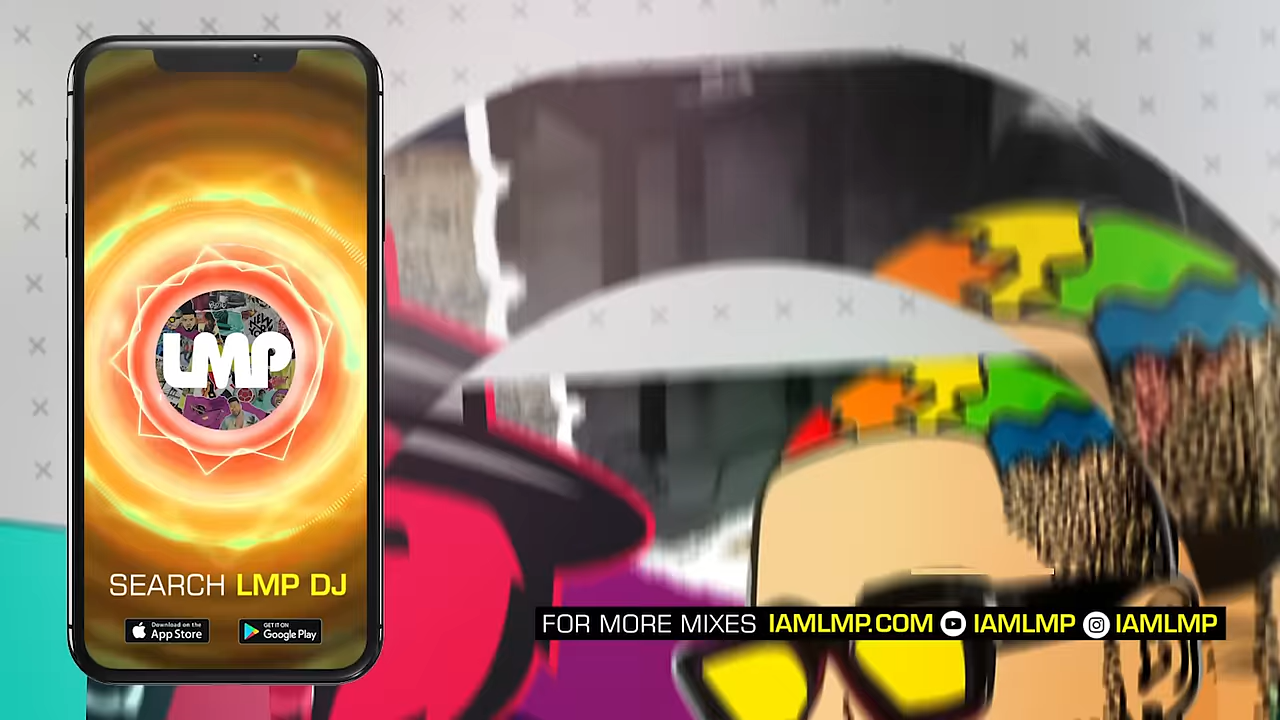 LMP
SEARCH LMP DJ
Download on the
App Store
GET IT ON
Google Play
FOR MORE MIXES IAMLMP.COM IAMLMP IAMLMP